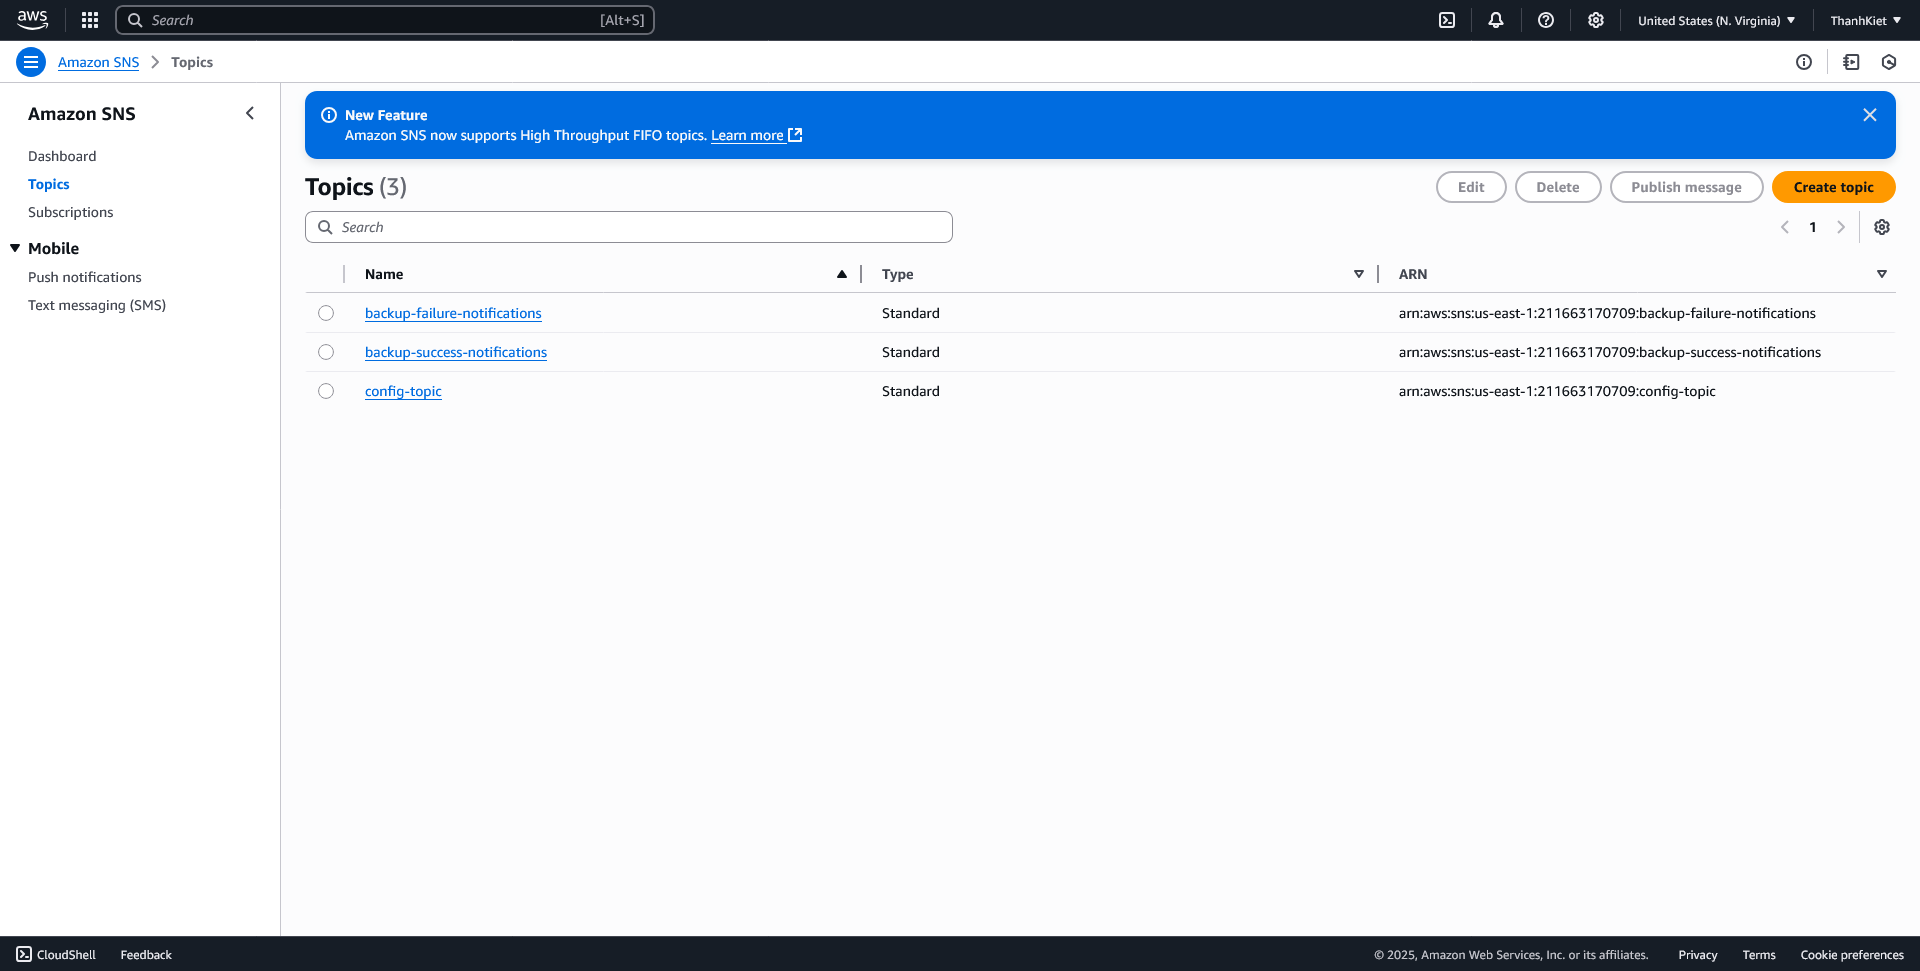 aws
Search [Alt+S]
United States (N. Virginia)
ThanhKiet
Amazon SNS
Topics
Amazon SNS
Dashboard
Topics
Subscriptions
Mobile
Push notifications
Text messaging (SMS)
New Feature
Amazon SNS now supports High Throughput FIFO topics. Learn more
Topics (3)
Edit
Delete
Publish message
Create topic
Search
1
Name Type ARN
backup-failure-notifications Standard arn:aws:sns:us-east-1:211663170709:backup-failure-notifications
backup-success-notifications Standard arn:aws:sns:us-east-1:211663170709:backup-success-notifications
config-topic Standard arn:aws:sns:us-east-1:211663170709:config-topic
CloudShell Feedback © 2025, Amazon Web Services, Inc. or its affiliates. Privacy Terms Cookie preferences